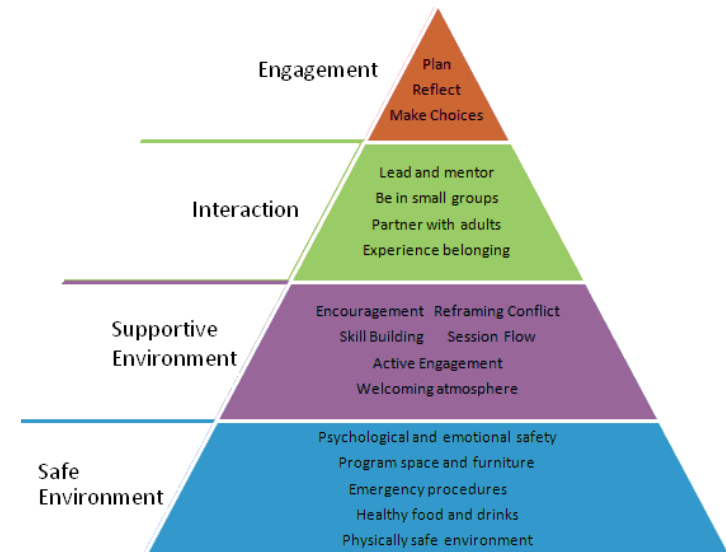 Engagement
Plan
Reflect
Make Choices
Interaction
Lead and mentor
Be in small groups
Partner with adults
Experience belonging
Supportive
Environment
Encouragement Reframing Conflict
Skill Building Session Flow
Active Engagement
Welcoming atmosphere
Safe
Environment
Psychological and emotional safety
Program space and furniture
Emergency procedures
Healthy food and drinks
Physically safe environment